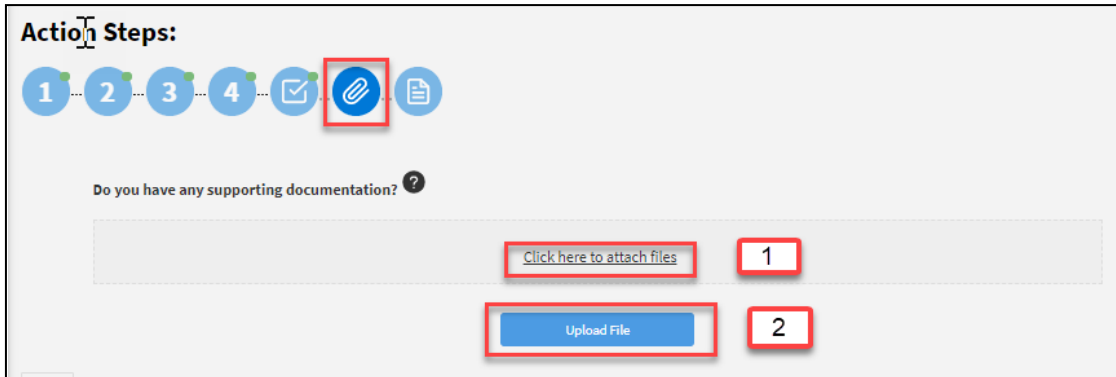 Action Steps:
1 2 3 4
Do you have any supporting documentation? ?
Click here to attach files 1
Upload File 2